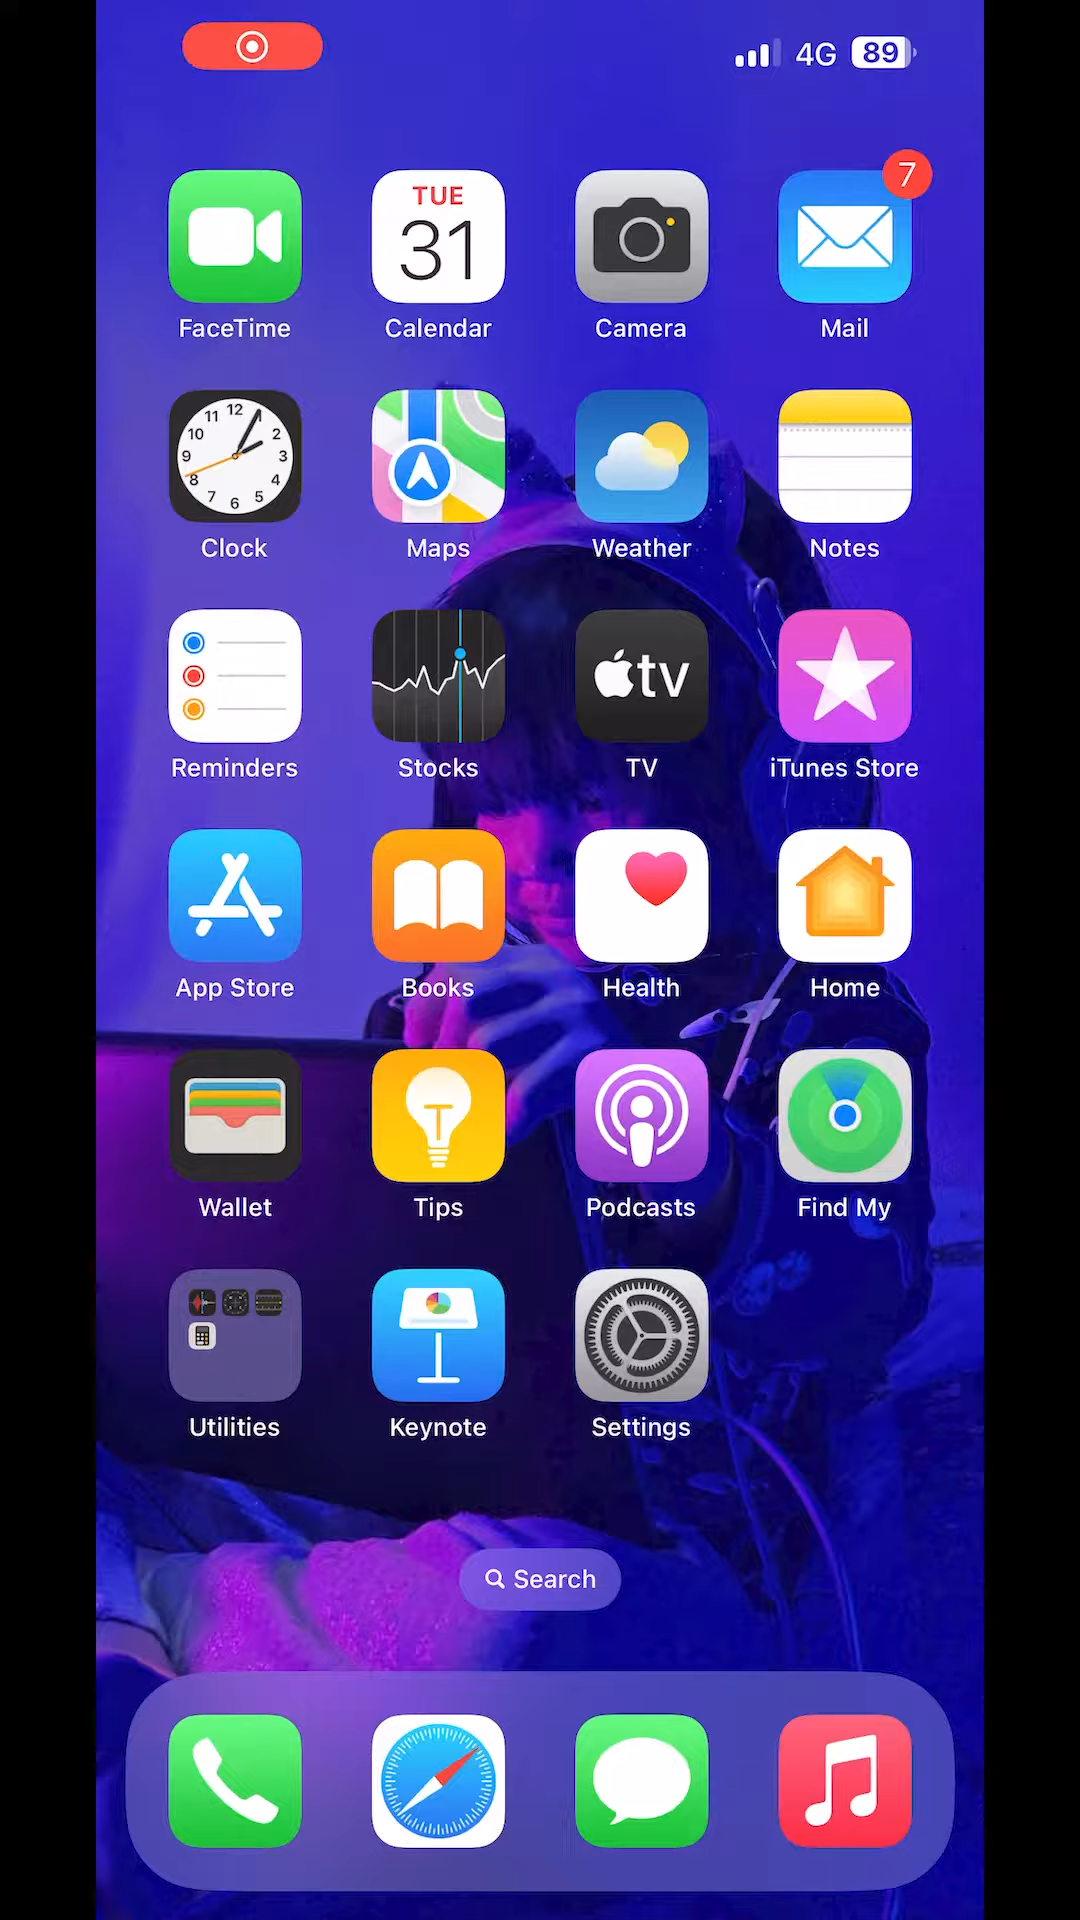 4G 89
7
TUE
31
FaceTime Calendar Camera Mail
12
11 1
10 2
9 3
8 4
7 6 5
Clock Maps Weather Notes
tv
Reminders Stocks TV iTunes Store
App Store Books Health Home
Wallet Tips Podcasts Find My
Utilities Keynote Settings
Search